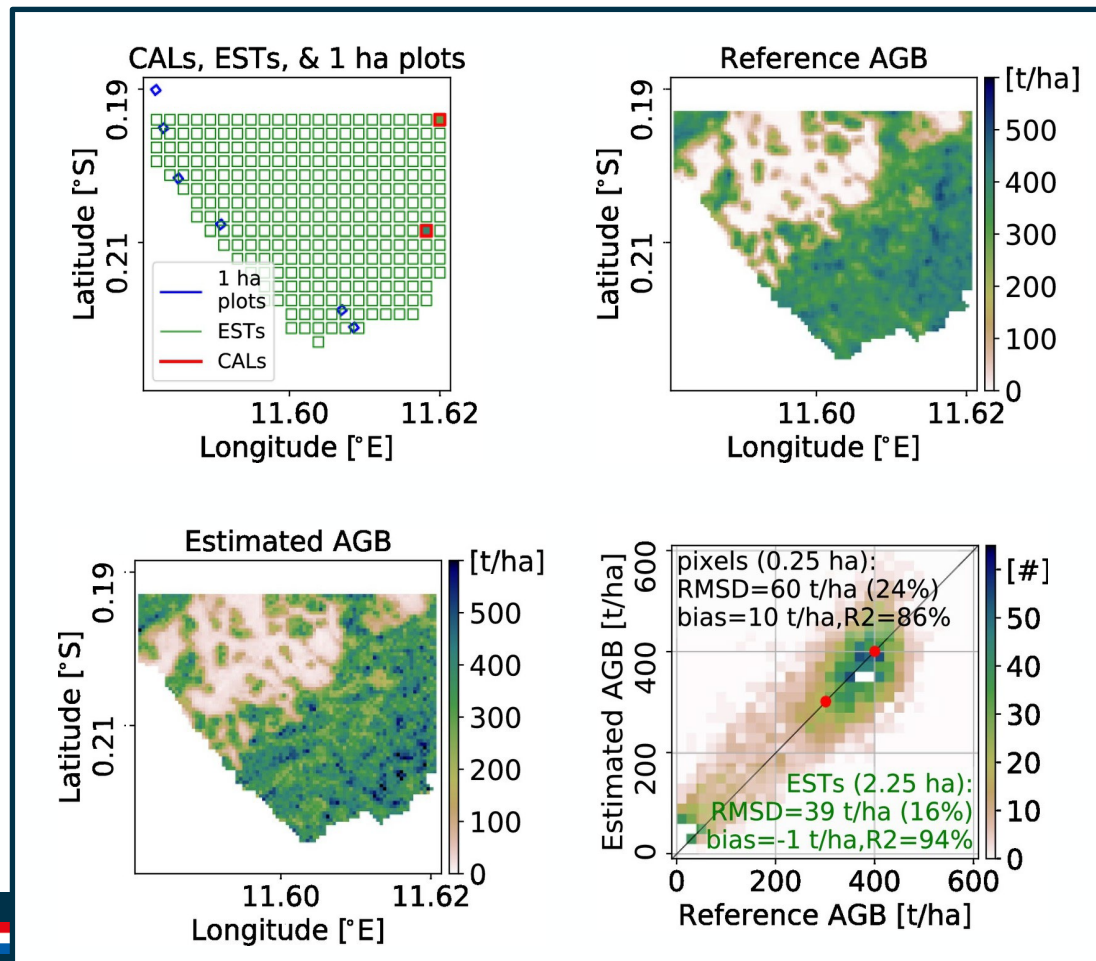 CALs, ESTs, & 1 ha plots
0.19
0.21
Latitude [°S]
1 ha
plots
ESTs
CALs
11.60
11.62
Longitude [°E]
Reference AGB
[t/ha]
0.19
0.21
Latitude [°S]
500
400
300
200
100
0
11.60
11.62
Longitude [°E]
Estimated AGB
[t/ha]
0.19
0.21
Latitude [°S]
500
400
300
200
100
0
11.60
11.62
Longitude [°E]
pixels (0.25 ha):
RMSD=60 t/ha (24%)
bias=10 t/ha,R2=86%
ESTs (2.25 ha):
RMSD=39 t/ha (16%)
bias=-1 t/ha,R2=94%
Estimated AGB [t/ha]
600
400
200
0
0
200
400
600
Reference AGB [t/ha]
[#]
50
40
30
20
10
0